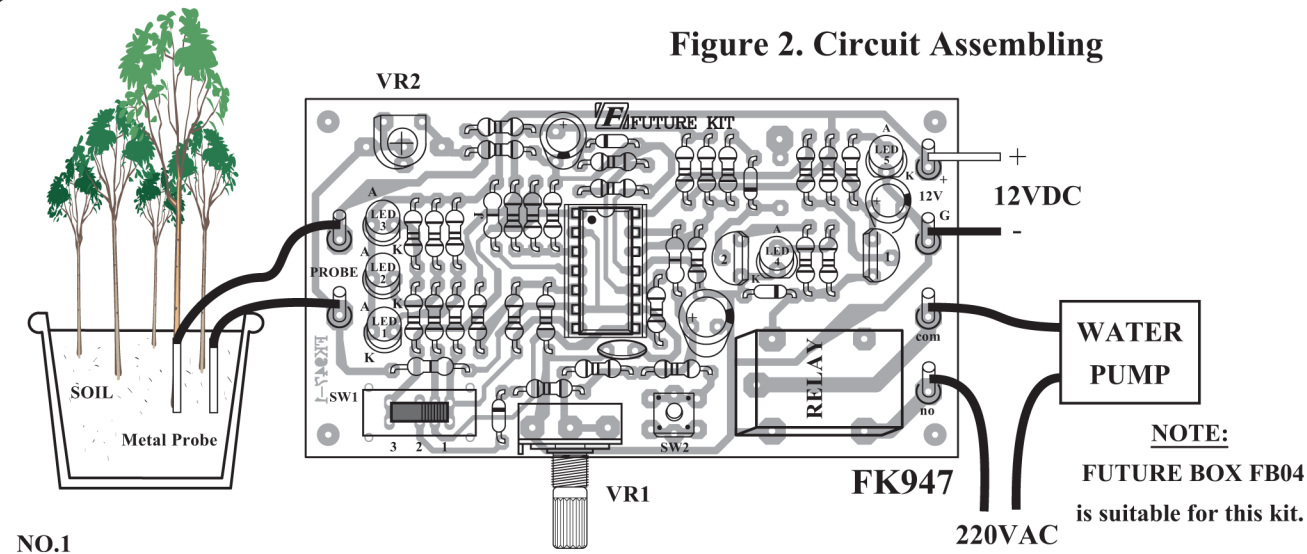 Figure 2. Circuit Assembling
VR2
FUTURE KIT
A
LED
5
K
+
12V
+
12VDC
G
-
A
LED
3
K
J
PROBE
A
LED
2
K
A
LED
1
K
2
A
LED
4
K
1
com
no
RELAY
WATER
PUMP
SOIL
Metal Probe
FK947-1
SW1
3 2 1
SW2
VR1
FK947
220VAC
NOTE:
FUTURE BOX FB04
is suitable for this kit.
NO.1